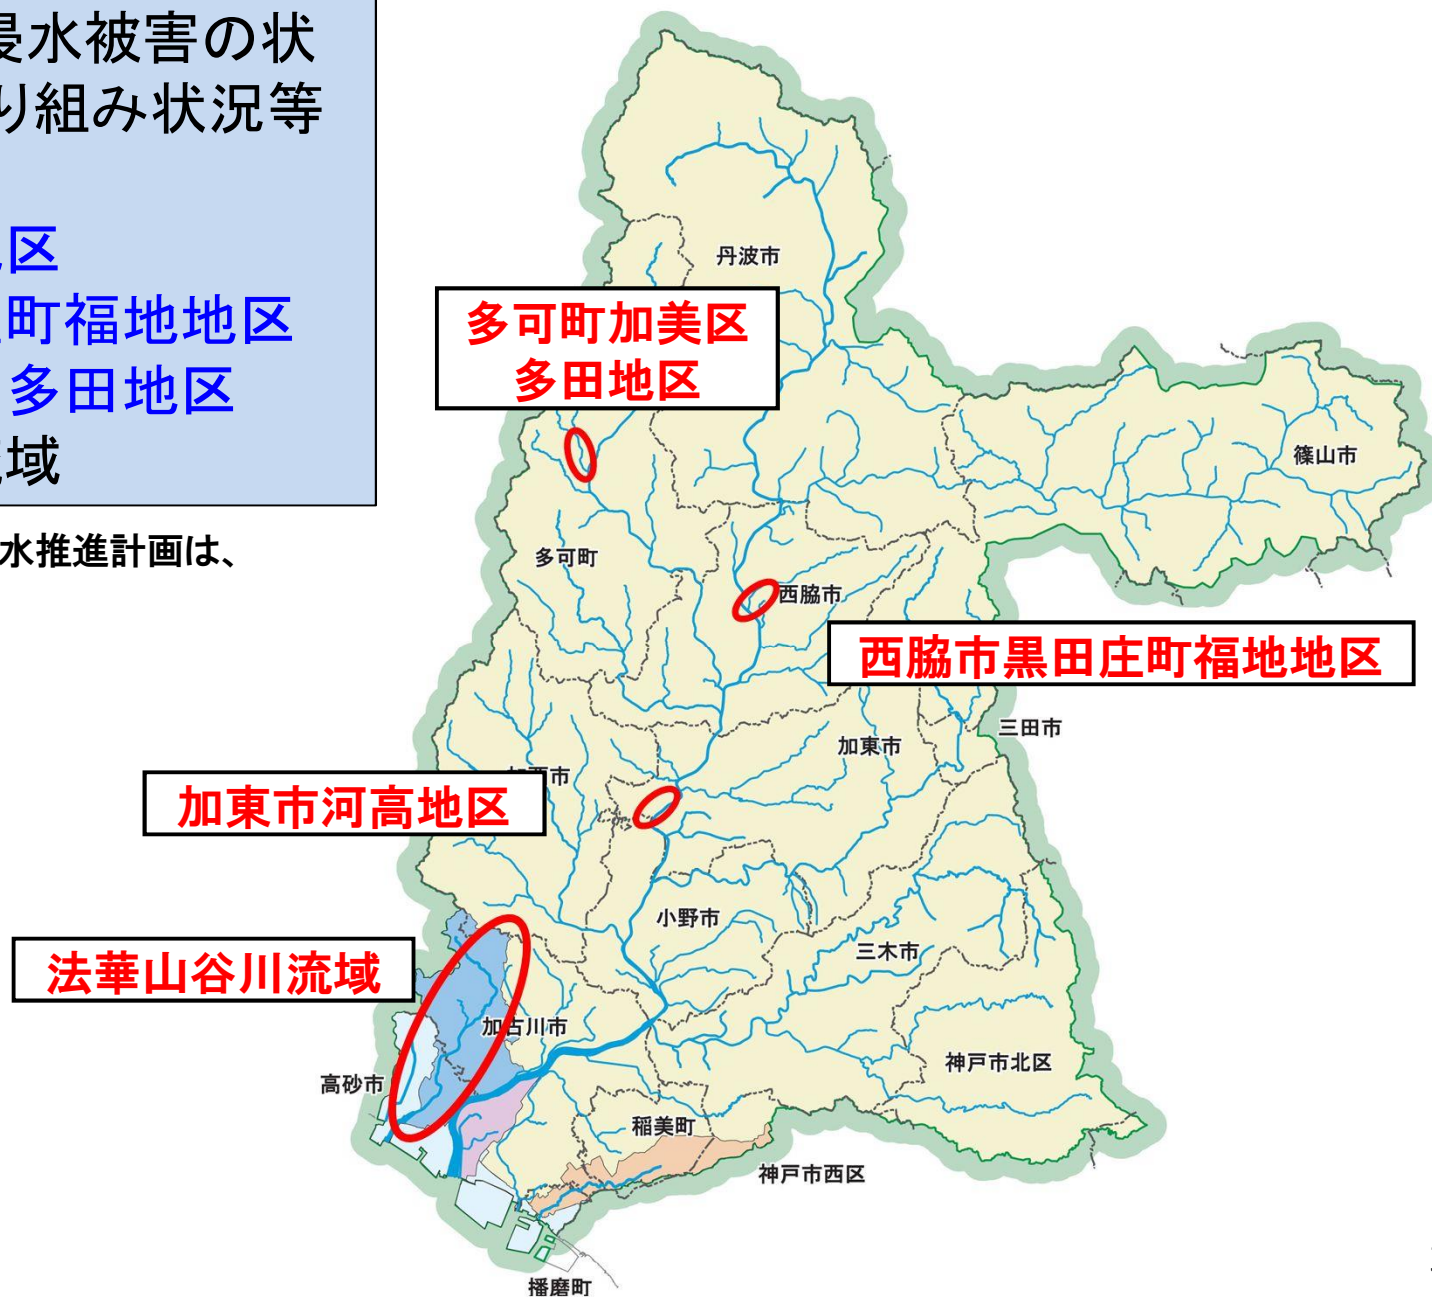 浸水被害の状
り組み状況等
区
町福地地区
多田地区
域
水推進計画は、
丹波市
多可町加美区
多田地区
篠山市
多可町
西脇市
西脇市黒田庄町福地地区
三田市
加東市
市
加東市河高地区
小野市
三木市
法華山谷川流域
加古川市
神戸市北区
高砂市
稲美町
神戸市西区
播磨町